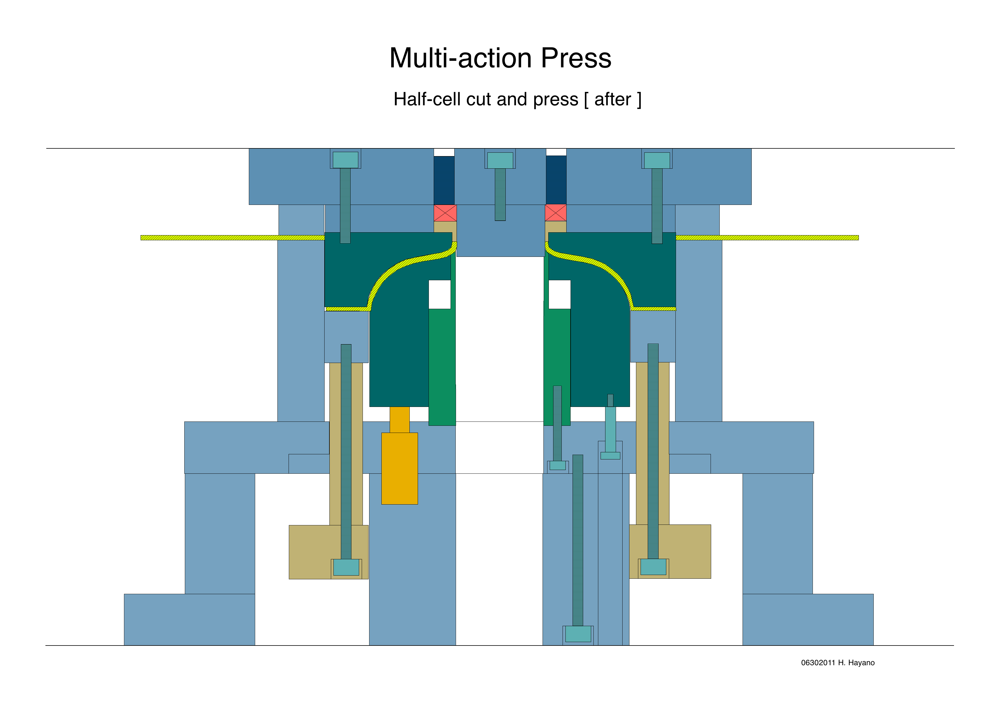 Multi-action Press
Half-cell cut and press [ after ]
06302011 H. Hayano